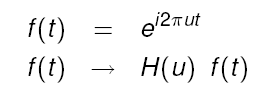 f(t) = e^{i2πut}
f(t) → H(u) f(t)